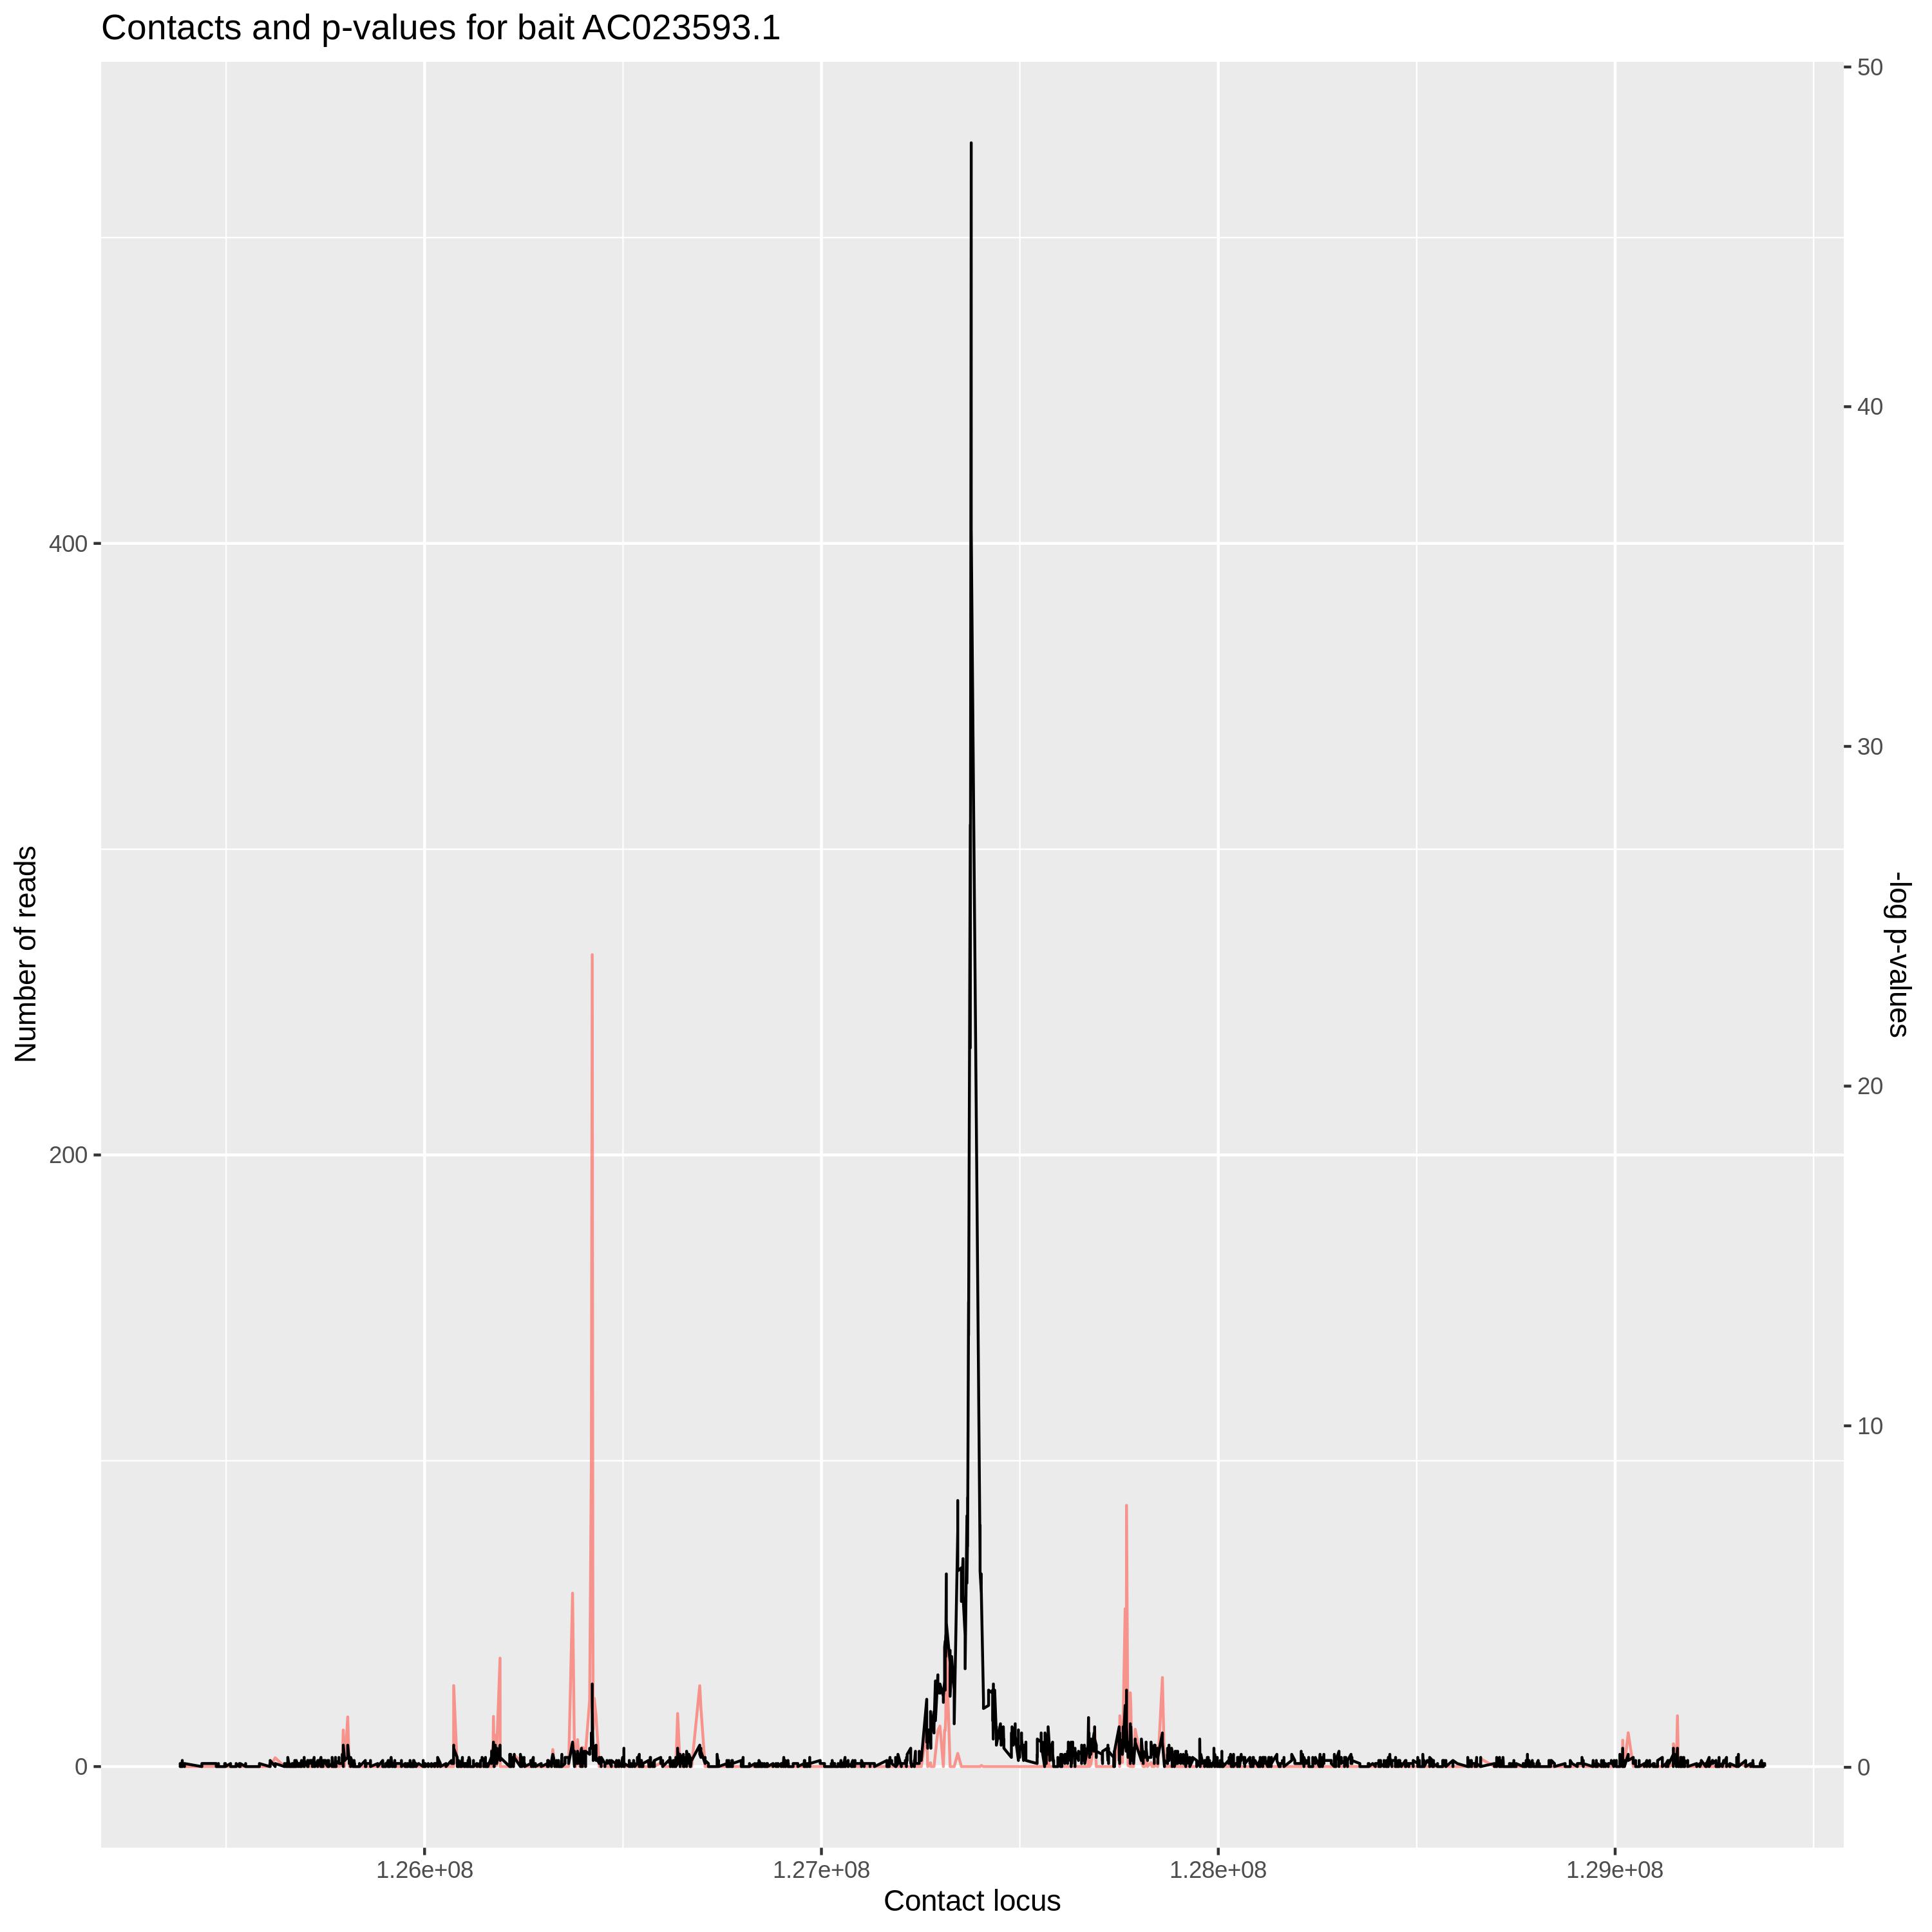 Contacts and p-values for bait AC023593.1
50
40
400
30
Number of reads
-log p-values
20
200
10
0
0
1.26e+08
1.27e+08
1.28e+08
1.29e+08
Contact locus